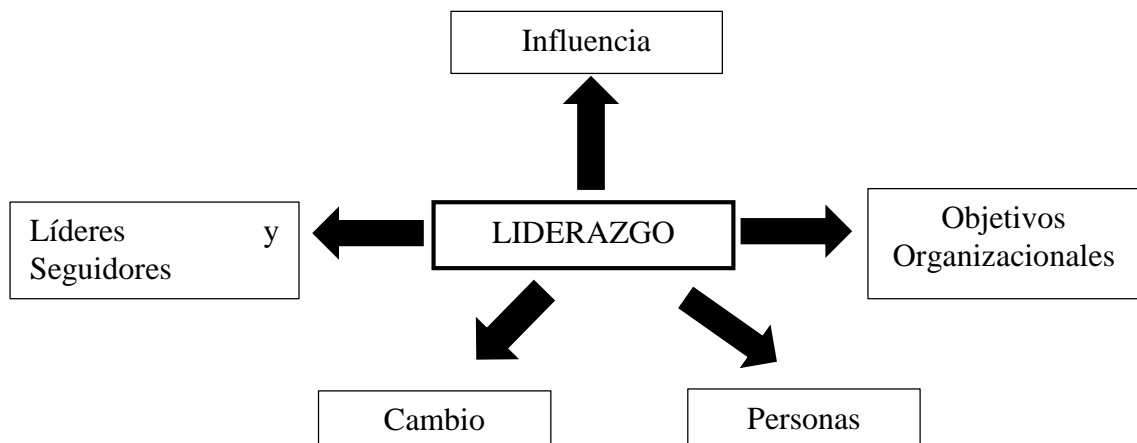 Influencia
Líderes y
Seguidores
LIDERAZGO
Objetivos
Organizacionales
Cambio
Personas